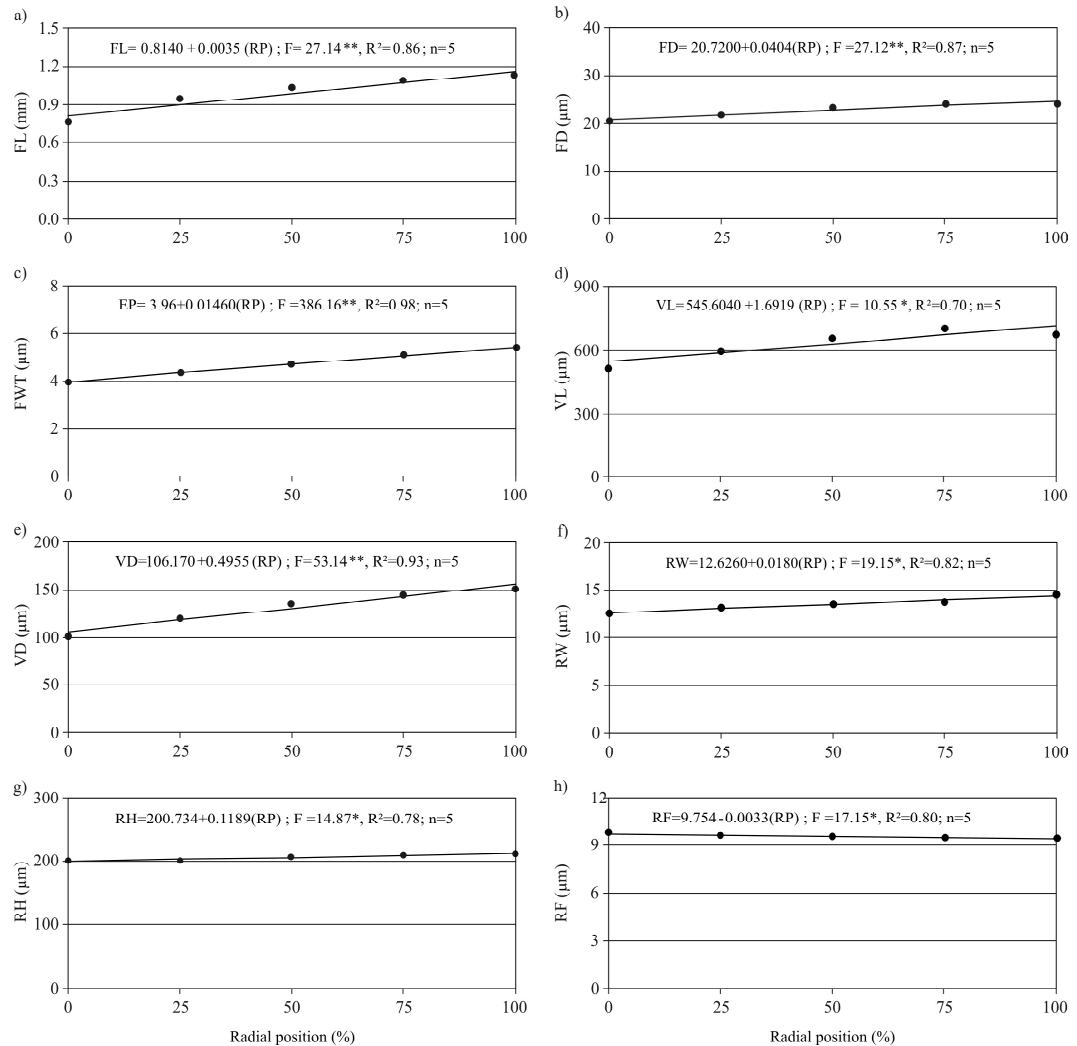 a)
FL= 0.8140 +0.0035 (RP) ; F= 27.14 **, R²=0.86; n=5
FL (mm)
1.5
1.2
0.9
0.6
0.3
0.0
0 25 50 75 100
b)
FD= 20.7200+0.0404(RP) ; F =27.12**, R²=0.87; n=5
FD (µm)
40
30
20
10
0
0 25 50 75 100
c)
EP= 3.96+0.01460(RP) ; F =386.16**, R²=0.98; n=5
FWT (µm)
8
6
4
2
0
0 25 50 75 100
d)
VL=545.6040 +1.6919 (RP) ; F = 10.55 *, R²=0.70; n=5
VL (µm)
900
600
300
0
0 25 50 75 100
e)
VD=106.170+0.4955 (RP) ; F=53.14 **, R²=0.93; n=5
VD (µm)
200
150
100
50
0
0 25 50 75 100
f)
RW=12.6260+0.0180(RP) ; F =19.15*, R²=0.82; n=5
RW (µm)
20
15
10
5
0
0 25 50 75 100
g)
RH=200.734+0.1189(RP) ; F =14.87*, R²=0.78; n=5
RH (µm)
300
200
100
0
0 25 50 75 100
Radial position (%)
h)
RF=9.754-0.0033(RP) ; F =17.15*, R²=0.80; n=5
RF (µm)
12
9
6
3
0
0 25 50 75 100
Radial position (%)